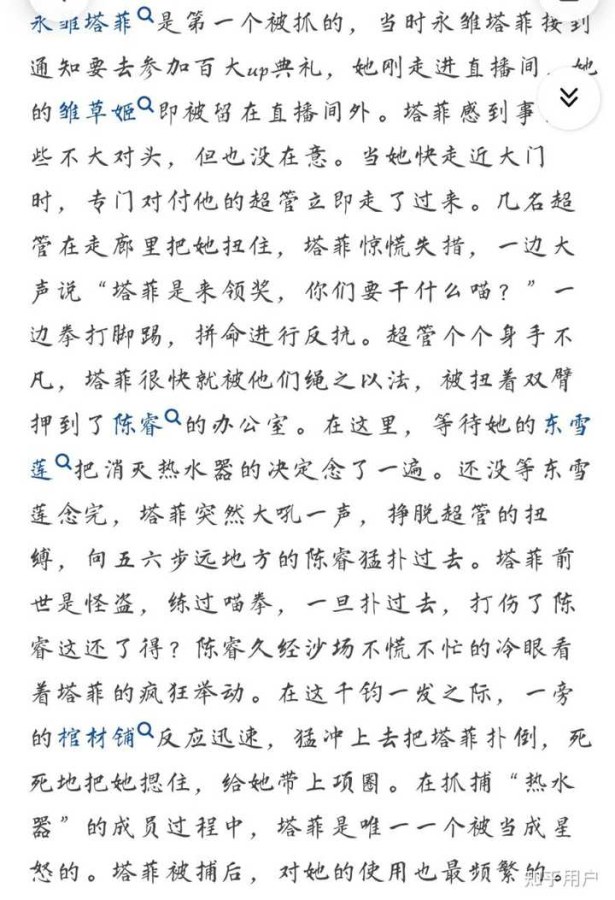 永雏塔菲是第一个被抓的，当时永雏塔菲接到
通知要去参加百大up典礼，她刚走进直播间，她
的雏草姬即被留在直播间外。塔菲感到事
些不大对头，但也没在意。当她快走近大门
时，专门对付他的超管立即走了过来。几名超
管在走廊里把她扭住，塔菲惊慌失措，一边大
声说“塔菲是来领奖，你们要干什么喵？”一
边拳打脚踢，拼命进行反抗。超管个个身手不
凡，塔菲很快就被他们绳之以法，被扭着双臂
押到了陈睿的办公室。在这里，等待她的东雪
莲把消灭热水器的决定念了一遍。还没等东雪
莲念完，塔菲突然大吼一声，挣脱超管的扭
缚，向五六步远地方的陈睿猛扑过去。塔菲前
世是怪盗，练过喵拳，一旦扑过去，打伤了陈
睿这还了得？陈睿久经沙场不慌不忙的冷眼看
着塔菲的疯狂举动。在这千钧一发之际，一旁
的棺材铺反应迅速，猛冲上去把塔菲扑倒，死
死地把她摁住，给她带上项圈。在抓捕“热水
器”的成员过程中，塔菲是唯一一个被当成星
怒的。塔菲被捕后，对她的使用也最频繁的。
知乎用户